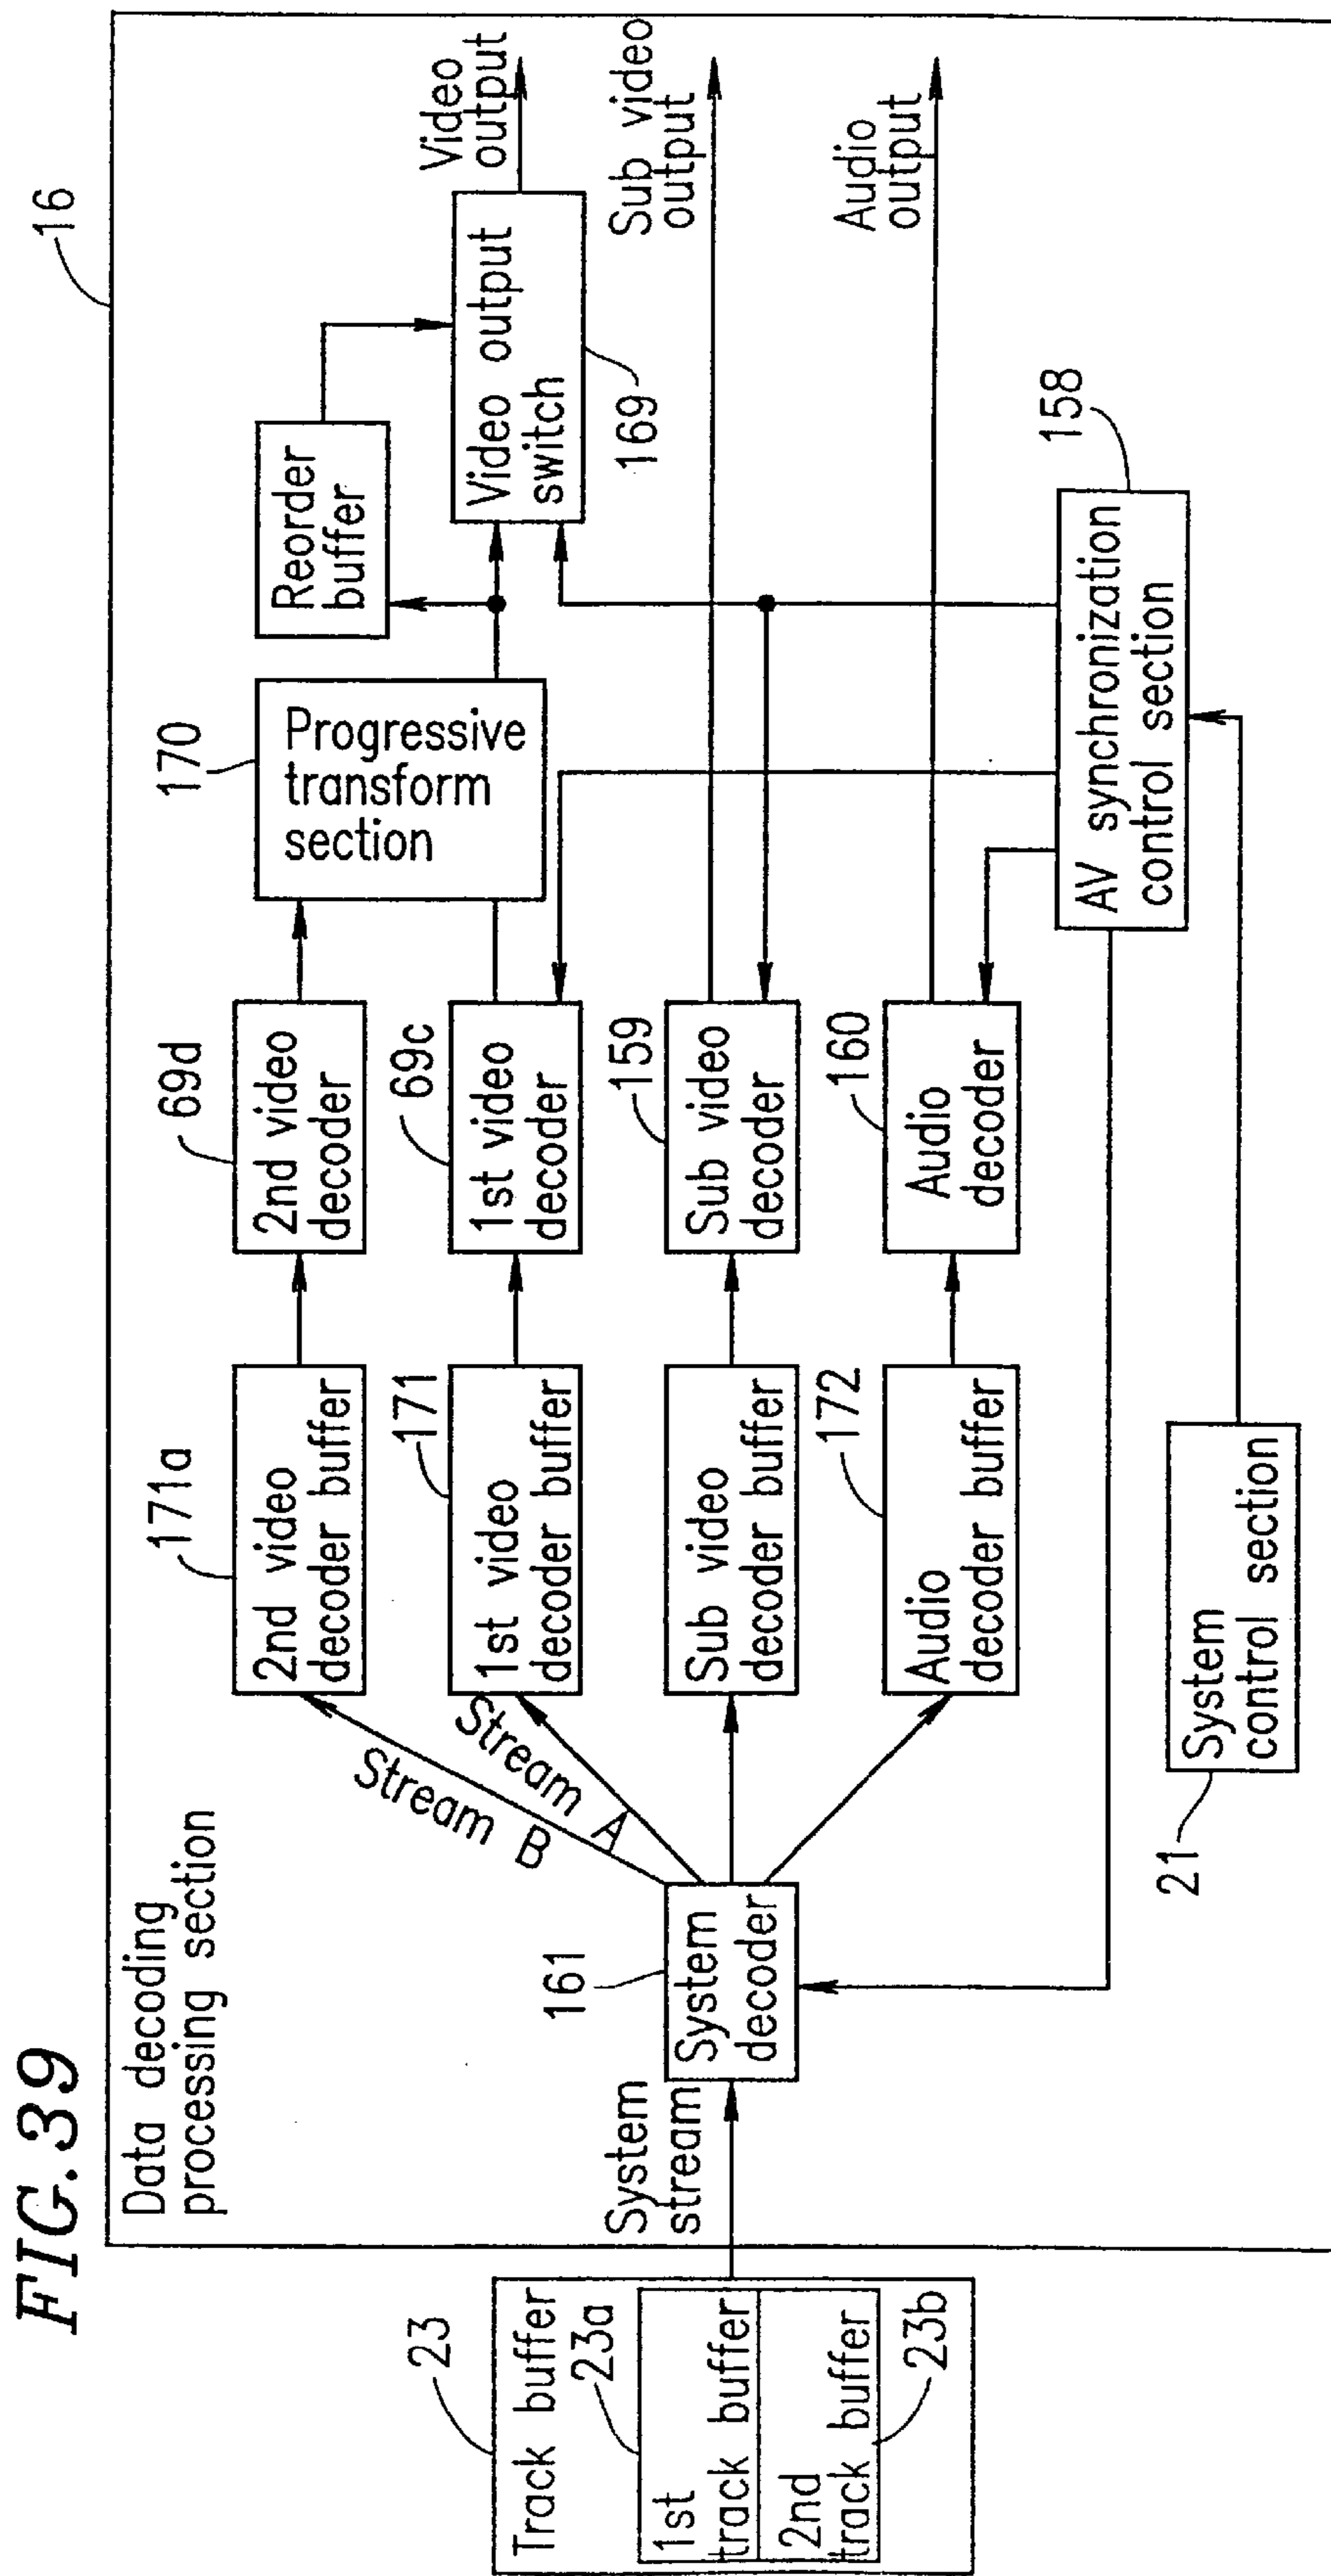 FIG. 39
Data decoding
processing section
16
23
Track buffer
23a
1st
track buffer
2nd
track buffer
23b
System
stream
161
System
decoder
Stream B
Stream A
171a
2nd video
decoder buffer
171
1st video
decoder buffer
Sub video
decoder buffer
172
Audio
decoder buffer
69d
2nd video
decoder
69c
1st video
decoder
159
Sub video
decoder
160
Audio
decoder
170
Progressive
transform
section
Reorder
buffer
Video output
switch
169
Video
output
Sub video
output
Audio
output
158
AV synchronization
control section
21
System
control section